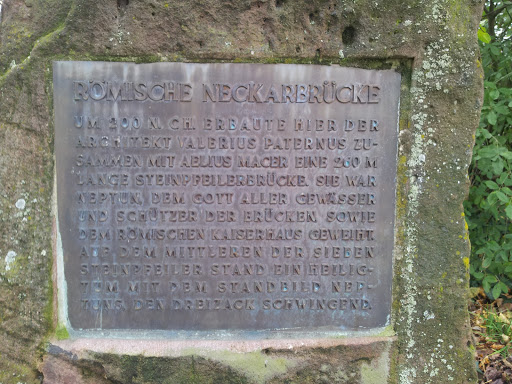 RÖMISCHE NECKARBRÜCKE
UM 200 N. CH. ERBAUTE HIER DER
ARCHITEKT VALERIUS PATERNUS ZU-
SAMMEN MIT AELIUS MACER EINE 260 M
LANGE STEINPFEILERBRÜCKE. SIE WAR
NEPTUN, DEM GOTT ALLER GEWÄSSER
UND SCHÜTZER DER BRÜCKEN, SOWIE
DEM RÖMISCHEN KAISERHAUS GEWEIHT.
AUF DEM MITTLEREN DER SIEBEN
STEINPFEILER STAND EIN HEILIG-
TUM MIT DEM STANDBILD NEP-
TUNS, DEN DREIZACK SCHWINGEND.